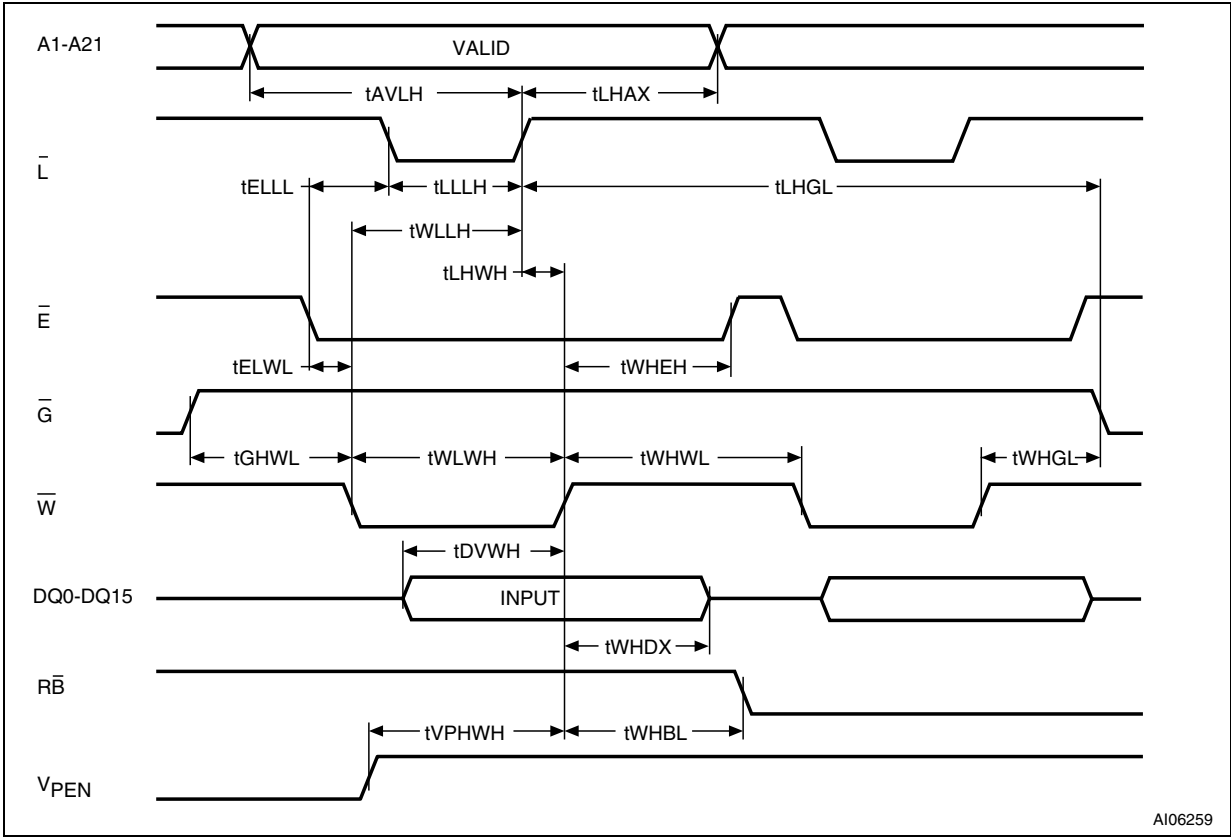 A1-A21
VALID
tAVLH
tLHAX
L̅
tELLL
tLLLH
tLHGL
tWLLH
tLHWH
E̅
tELWL
tWHEH
G̅
tGHWL
tWLWH
tWHWL
tWHGL
W̅
tDVWH
DQ0-DQ15
INPUT
tWHDX
RB̅
tVPHWH
tWHBL
VPEN
AI06259